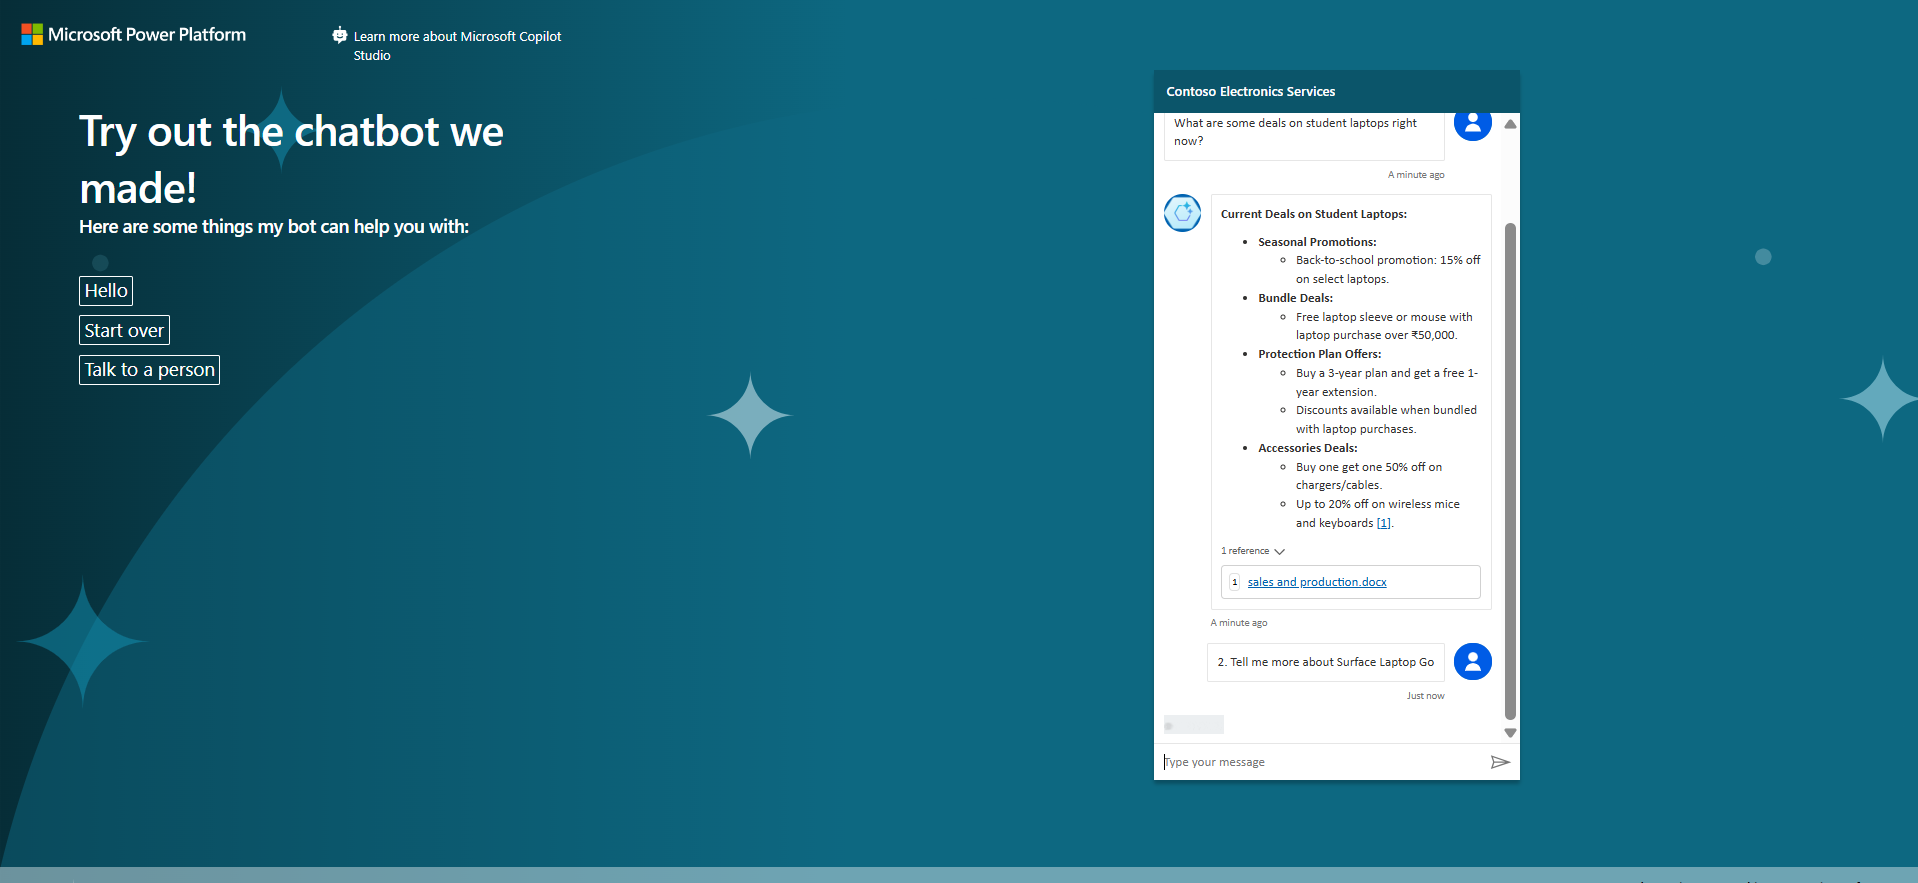 Microsoft Power Platform
Learn more about Microsoft Copilot
Studio
Try out the chatbot we
made!
Here are some things my bot can help you with:
Hello
Start over
Talk to a person
Contoso Electronics Services
What are some deals on student laptops right
now?
A minute ago
Current Deals on Student Laptops:
• Seasonal Promotions:
◦ Back-to-school promotion: 15% off
on select laptops.
• Bundle Deals:
◦ Free laptop sleeve or mouse with
laptop purchase over ₹50,000.
• Protection Plan Offers:
◦ Buy a 3-year plan and get a free 1-
year extension.
◦ Discounts available when bundled
with laptop purchases.
• Accessories Deals:
◦ Buy one get one 50% off on
chargers/cables.
◦ Up to 20% off on wireless mice
and keyboards [1].
1 reference
1 sales and production.docx
A minute ago
2. Tell me more about Surface Laptop Go
Just now
Type your message